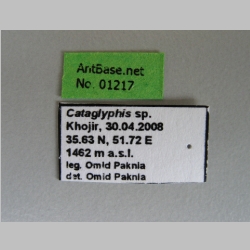 AntBase.net
No. 01217
Cataglyphis sp.
Khojir, 30.04.2008
35.63 N, 51.72 E
1462 m a.s.l.
leg. Omid Paknia
det. Omid Paknia